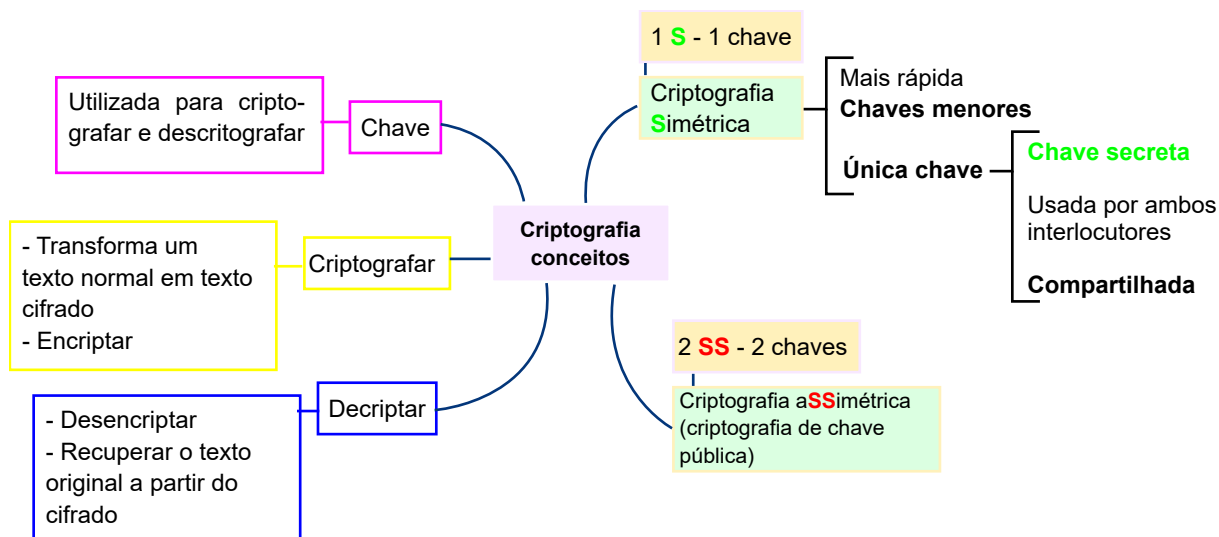 Utilizada para cripto-
grafar e descritografar
Chave
- Transforma um
texto normal em texto
cifrado
- Encriptar
Criptografar
- Desencriptar
- Recuperar o texto
original a partir do
cifrado
Decriptar
Criptografia
conceitos
1 S - 1 chave
Criptografia
Simétrica
Mais rápida
Chaves menores
Única chave
Chave secreta
Usada por ambos
interlocutores
Compartilhada
2 SS - 2 chaves
Criptografia aSSimétrica
(criptografia de chave
pública)